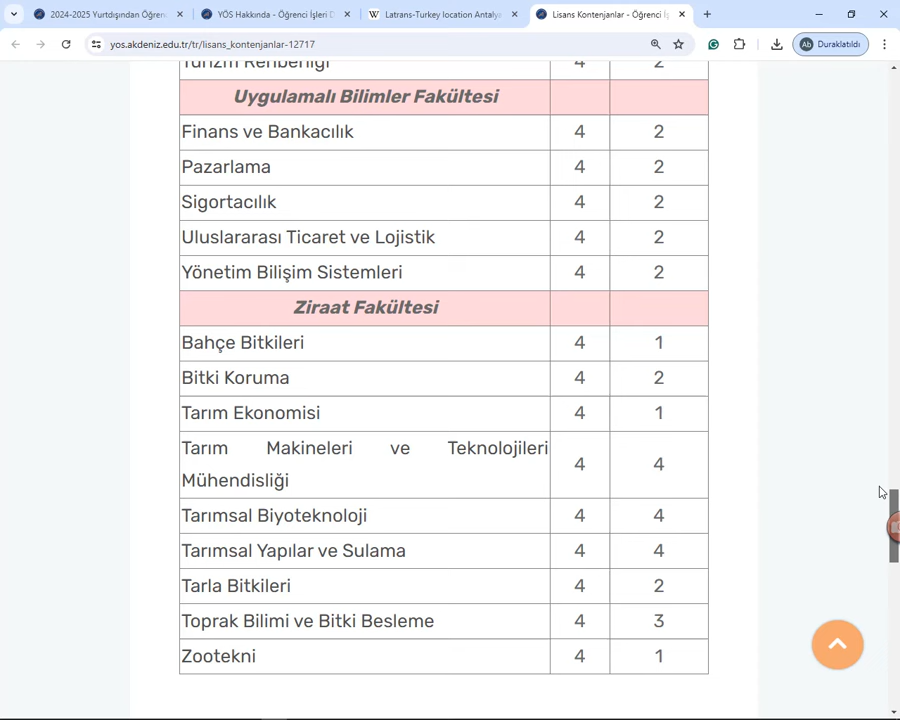 2024-2025 Yurtdışından Öğren
YÖS Hakkında - Öğrenci İşleri D
Latrans-Turkey location Antalya
Lisans Kontenjanlar - Öğrenci İş
yos.akdeniz.edu.tr/tr/lisans_kontenjanlar-12717
Ab Duraklatıldı
Turizm Rehberliği 4 2
Uygulamalı Bilimler Fakültesi
Finans ve Bankacılık 4 2
Pazarlama 4 2
Sigortacılık 4 2
Uluslararası Ticaret ve Lojistik 4 2
Yönetim Bilişim Sistemleri 4 2
Ziraat Fakültesi
Bahçe Bitkileri 4 1
Bitki Koruma 4 2
Tarım Ekonomisi 4 1
Tarım Makineleri ve Teknolojileri
Mühendisliği 4 4
Tarımsal Biyoteknoloji 4 4
Tarımsal Yapılar ve Sulama 4 4
Tarla Bitkileri 4 2
Toprak Bilimi ve Bitki Besleme 4 3
Zootekni 4 1